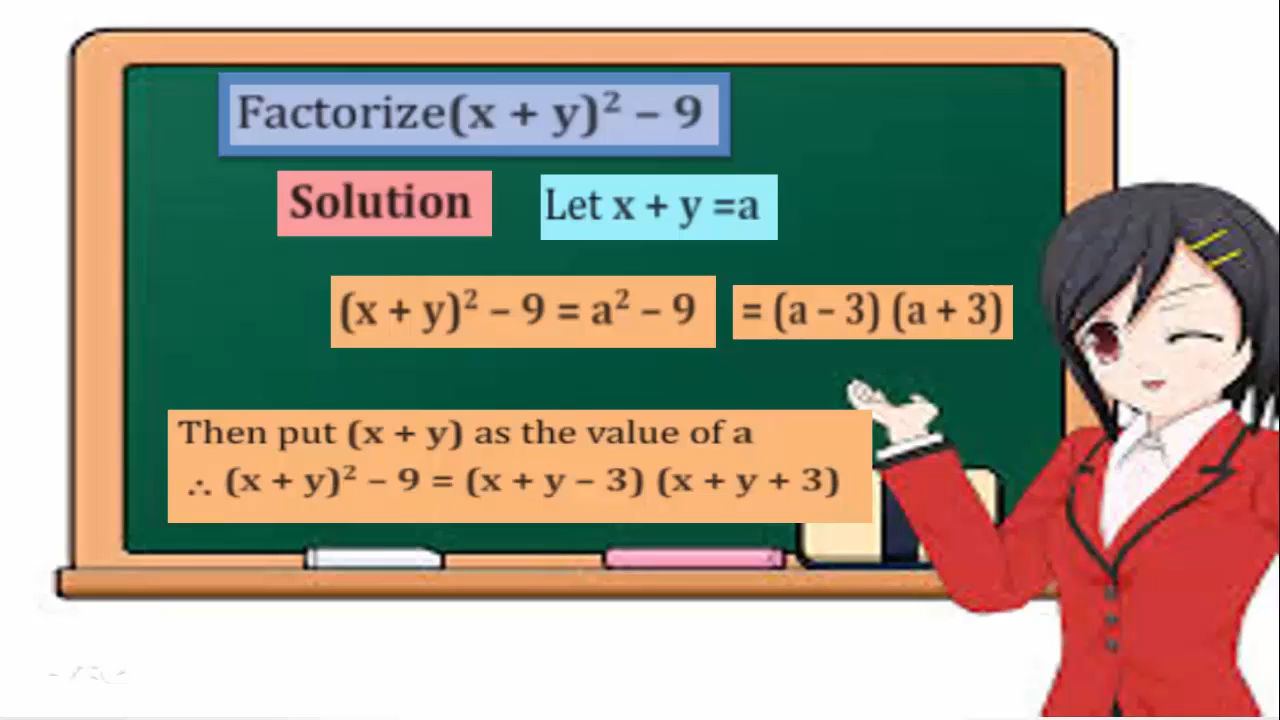 Factorize(x + y)² – 9
Solution
Let x + y =a
(x + y)² – 9 = a² – 9
= (a – 3) (a + 3)
Then put (x + y) as the value of a
∴ (x + y)² – 9 = (x + y – 3) (x + y + 3)